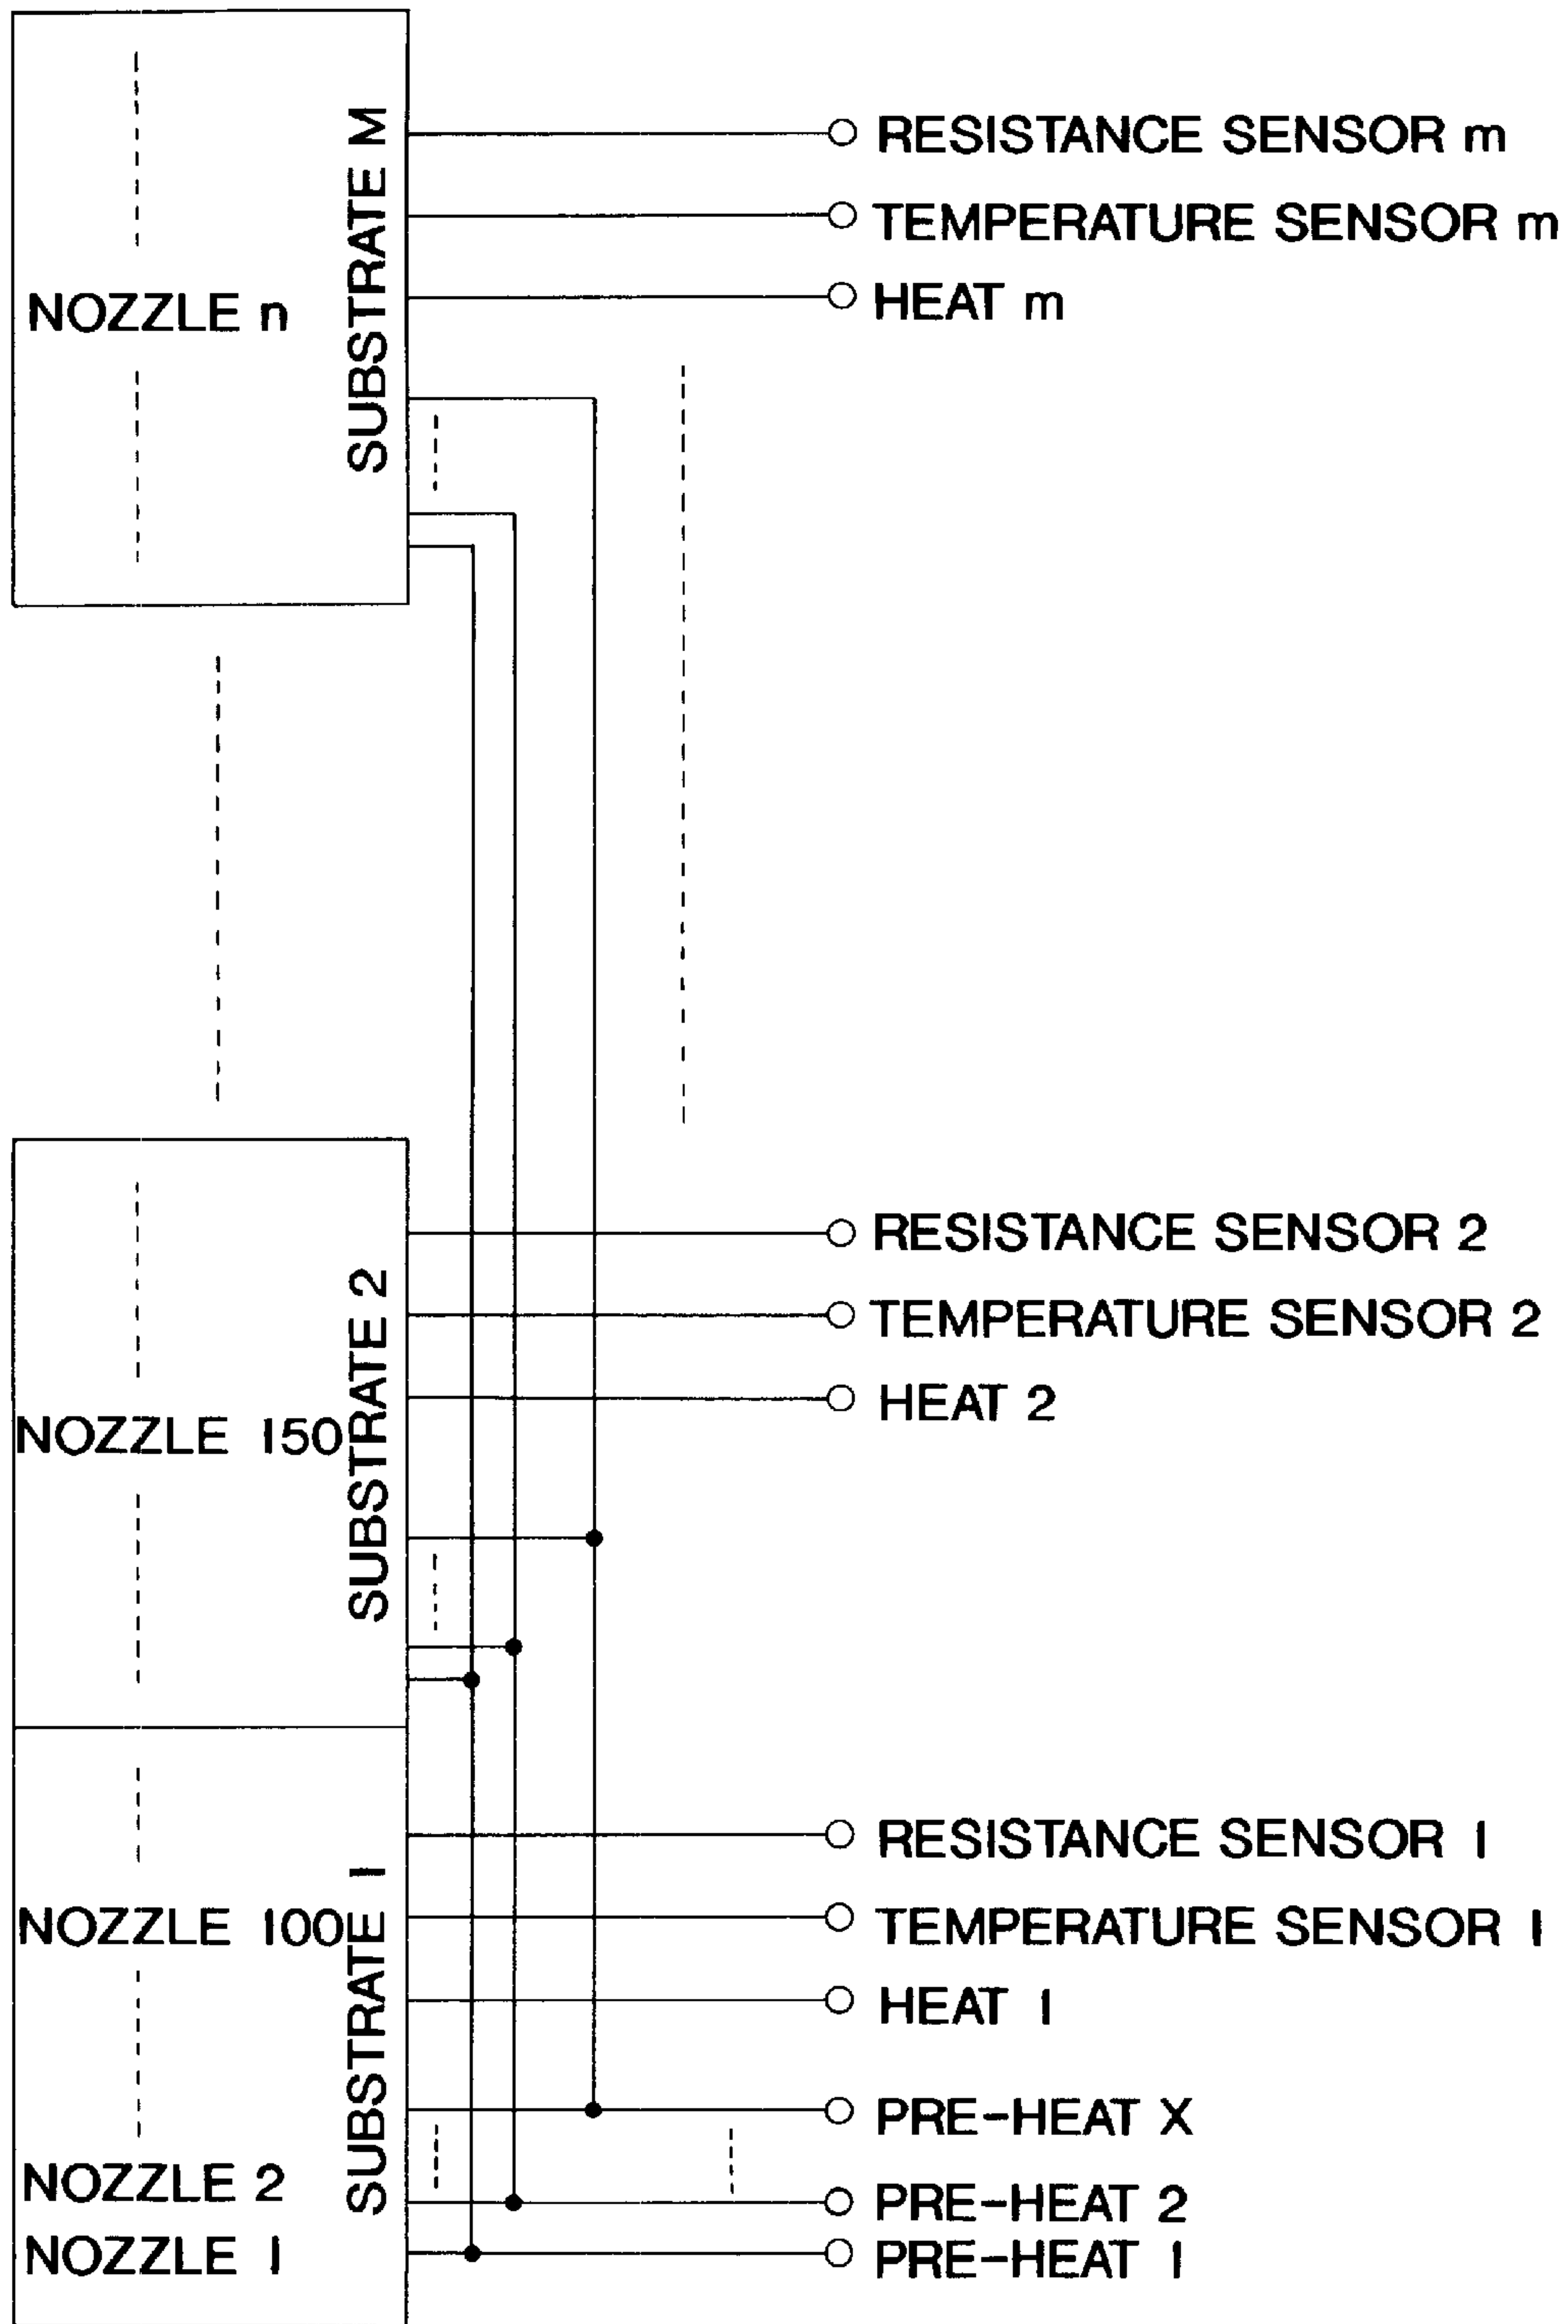 SUBSTRATE M
RESISTANCE SENSOR m
TEMPERATURE SENSOR m
HEAT m
NOZZLE n
SUBSTRATE 2
RESISTANCE SENSOR 2
TEMPERATURE SENSOR 2
HEAT 2
NOZZLE 150
SUBSTRATE 1
RESISTANCE SENSOR 1
TEMPERATURE SENSOR 1
NOZZLE 100
HEAT 1
PRE-HEAT X
NOZZLE 2
PRE-HEAT 2
NOZZLE 1
PRE-HEAT 1